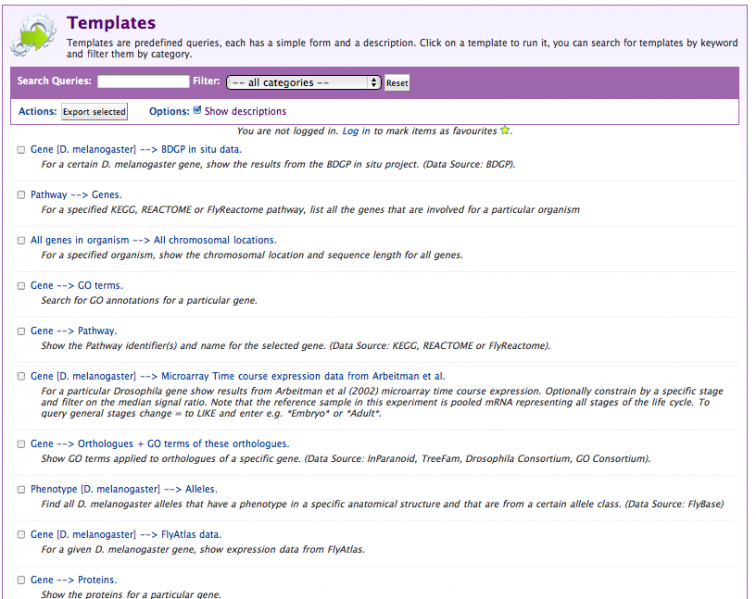 Templates
Templates are predefined queries, each has a simple form and a description. Click on a template to run it, you can search for templates by keyword
and filter them by category.
Search Queries: Filter: -- all categories -- Reset
Actions: Export selected Options: Show descriptions
You are not logged in. Log in to mark items as favourites .
Gene [D. melanogaster] --> BDGP in situ data.
For a certain D. melanogaster gene, show the results from the BDGP in situ project. (Data Source: BDGP).
Pathway --> Genes.
For a specified KEGG, REACTOME or FlyReactome pathway, list all the genes that are involved for a particular organism
All genes in organism --> All chromosomal locations.
For a specified organism, show the chromosomal location and sequence length for all genes.
Gene --> GO terms.
Search for GO annotations for a particular gene.
Gene --> Pathway.
Show the Pathway identifier(s) and name for the selected gene. (Data Source: KEGG, REACTOME or FlyReactome).
Gene [D. melanogaster] --> Microarray Time course expression data from Arbeitman et al.
For a particular Drosophila gene show results from Arbeitman et al (2002) microarray time course expression. Optionally constrain by a specific stage
and filter on the median signal ratio. Note that the reference sample in this experiment is pooled mRNA representing all stages of the life cycle. To
query general stages change = to LIKE and enter e.g. *Embryo* or *Adult*.
Gene --> Orthologues + GO terms of these orthologues.
Show GO terms applied to orthologues of a specific gene. (Data Source: InParanoid, TreeFam, Drosophila Consortium, GO Consortium).
Phenotype [D. melanogaster] --> Alleles.
Find all D. melanogaster alleles that have a phenotype in a specific anatomical structure and that are from a certain allele class. (Data Source: FlyBase)
Gene [D. melanogaster] --> FlyAtlas data.
For a given D. melanogaster gene, show expression data from FlyAtlas.
Gene --> Proteins.
Show the proteins for a particular gene.